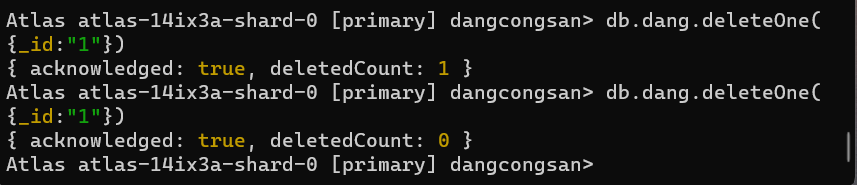 Atlas atlas-14ix3a-shard-0 [primary] dangcongsan> db.dang.deleteOne(
{_id:"1"})
{ acknowledged: true, deletedCount: 1 }
Atlas atlas-14ix3a-shard-0 [primary] dangcongsan> db.dang.deleteOne(
{_id:"1"})
{ acknowledged: true, deletedCount: 0 }
Atlas atlas-14ix3a-shard-0 [primary] dangcongsan>